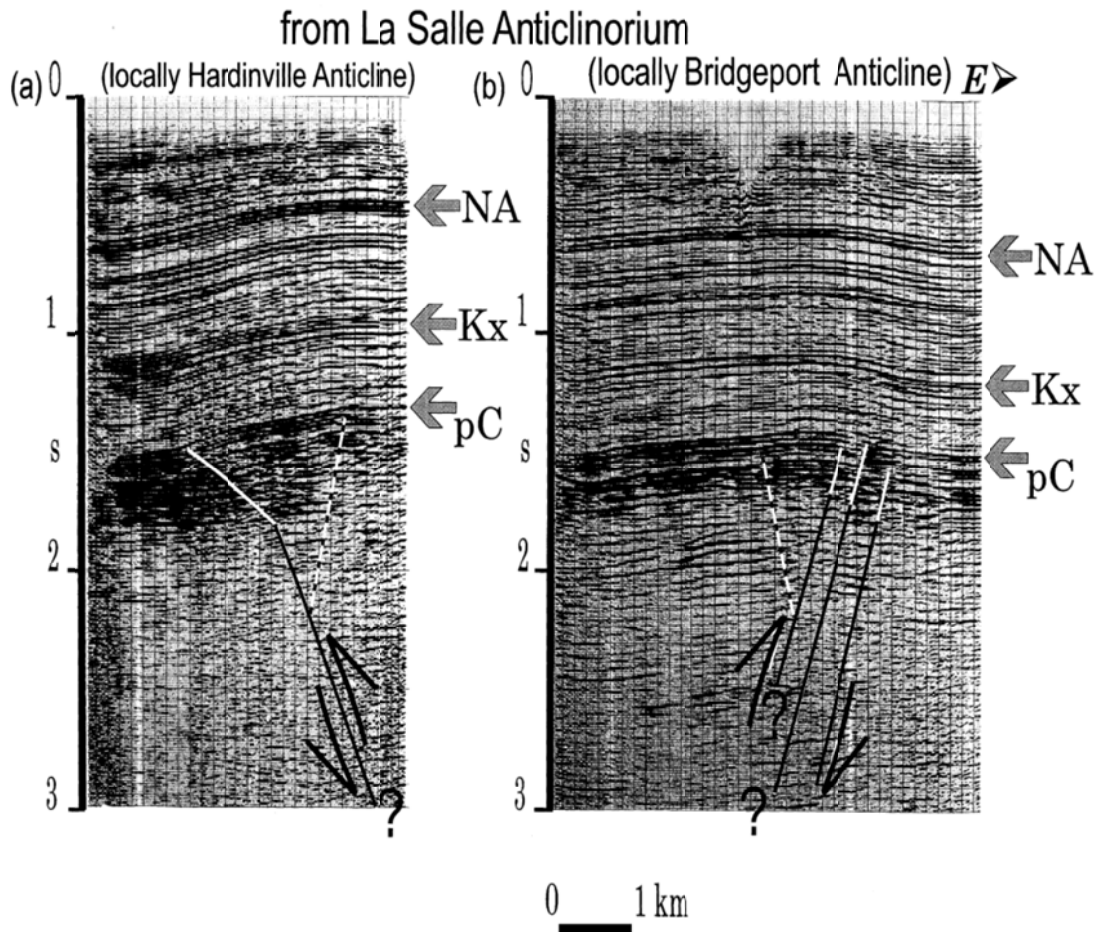 from La Salle Anticlinorium
(a) 0 (locally Hardinville Anticline)
NA
1
Kx
pC
s
2
3
?
(b) 0 (locally Bridgeport Anticline) E
NA
1
Kx
s
pC
2
?
3
?
0 1 km